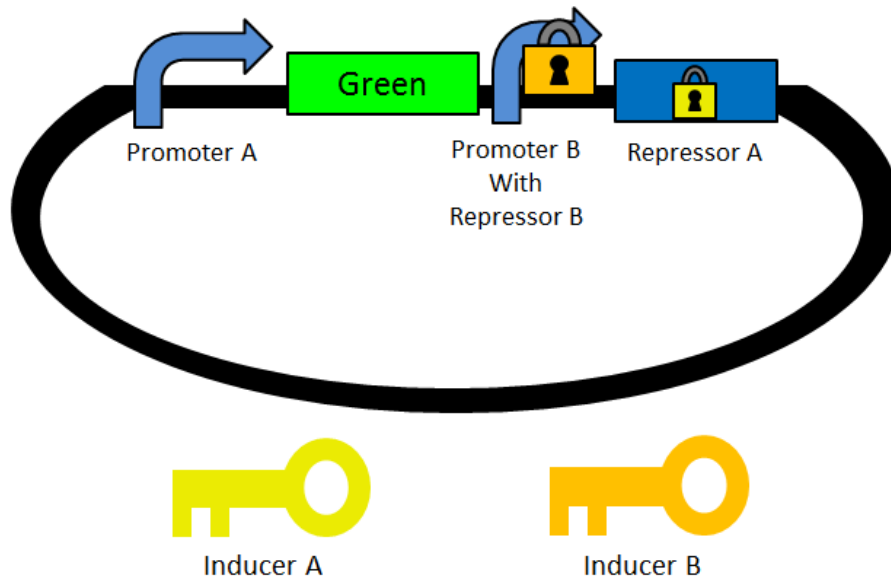 Green
Promoter A
Promoter B
With
Repressor B
Repressor A
Inducer A
Inducer B